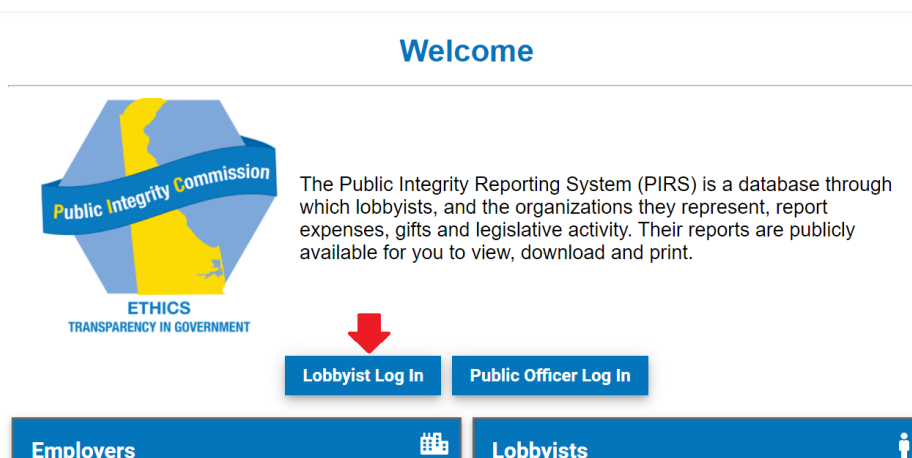 Welcome
Public Integrity Commission
ETHICS
TRANSPARENCY IN GOVERNMENT
The Public Integrity Reporting System (PIRS) is a database through
which lobbyists, and the organizations they represent, report
expenses, gifts and legislative activity. Their reports are publicly
available for you to view, download and print.
Lobbyist Log In
Public Officer Log In
Employers
Lobbyists